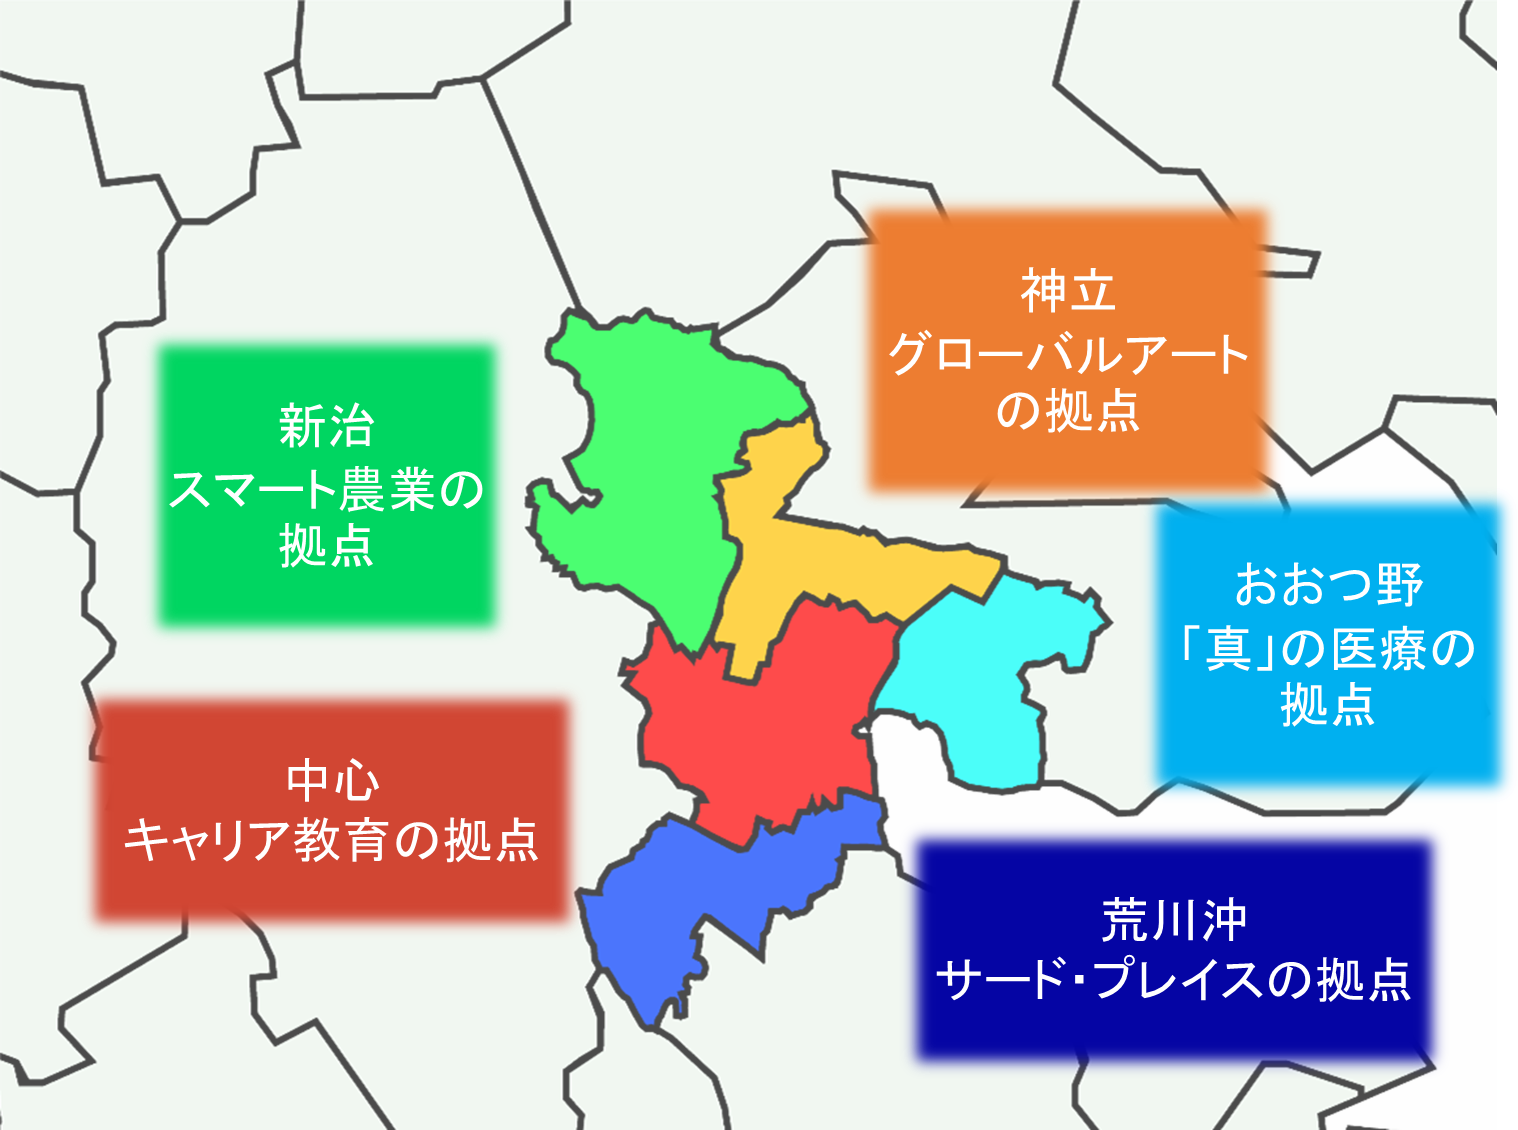 神立
グローバルアート
の拠点
新治
スマート農業の
拠点
おおつ野
「真」の医療の
拠点
中心
キャリア教育の拠点
荒川沖
サード・プレイスの拠点